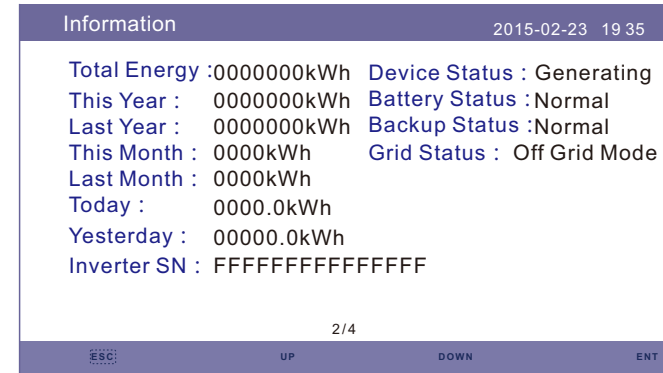 Information 2015-02-23 19 35
Total Energy : 0000000kWh Device Status : Generating
This Year : 0000000kWh Battery Status : Normal
Last Year : 0000000kWh Backup Status : Normal
This Month : 0000kWh Grid Status : Off Grid Mode
Last Month : 0000kWh
Today : 0000.0kWh
Yesterday : 00000.0kWh
Inverter SN : FFFFFFFFFFFFFFF
2/4
ESC UP DOWN ENT